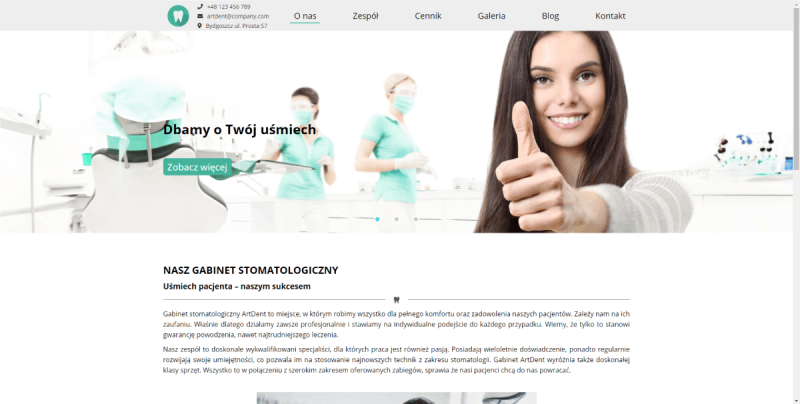 +48 123 456 789
artdent@company.com
Bydgoszcz ul. Prosta 57
O nas
Zespół
Cennik
Galeria
Blog
Kontakt
Dbamy o Twój uśmiech
Zobacz więcej
NASZ GABINET STOMATOLOGICZNY
Uśmiech pacjenta – naszym sukcesem
Gabinet stomatologiczny ArtDent to miejsce, w którym robimy wszystko dla pełnego komfortu oraz zadowolenia naszych pacjentów. Zależy nam na ich
zaufaniu. Właśnie dlatego działamy zawsze profesjonalnie i stawiamy na indywidualne podejście do każdego przypadku. Wiemy, że tylko to stanowi
gwarancję powodzenia, nawet najtrudniejszego leczenia.
Nasz zespół to doskonale wykwalifikowani specjaliści, dla których praca jest również pasją. Posiadają wieloletnie doświadczenie, ponadto regularnie
rozwijają swoje umiejętności, co pozwala im na stosowanie najnowszych technik z zakresu stomatologii. Gabinet ArtDent wyróżnia także doskonałej
klasy sprzęt. Wszystko to w połączeniu z szerokim zakresem oferowanych zabiegów, sprawia że nasi pacjenci chcą do nas powracać.